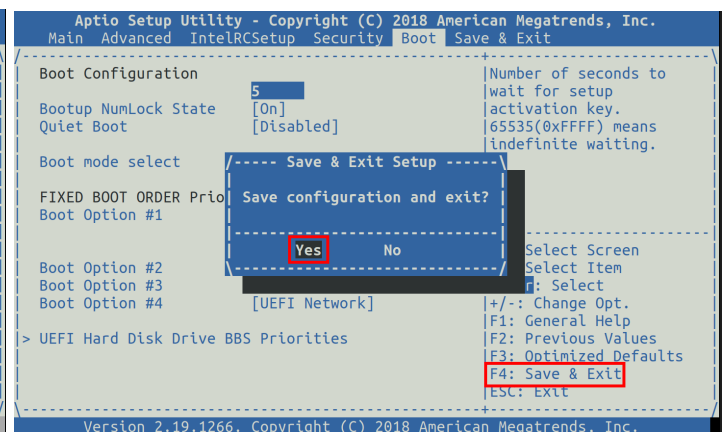 Aptio Setup Utility - Copyright (C) 2018 American Megatrends, Inc.
Main Advanced IntelRCSetup Security Boot Save & Exit
Boot Configuration
5
Bootup NumLock State [On]
Quiet Boot [Disabled]
Boot mode select
FIXED BOOT ORDER Prio
Boot Option #1
Boot Option #2
Boot Option #3
Boot Option #4 [UEFI Network]
> UEFI Hard Disk Drive BBS Priorities
/----- Save & Exit Setup ------\
Save configuration and exit?
Yes No
Number of seconds to
wait for setup
activation key.
65535(0xFFFF) means
indefinite waiting.
Select Screen
Select Item
r: Select
+/-: Change Opt.
F1: General Help
F2: Previous Values
F3: Optimized Defaults
F4: Save & Exit
ESC: Exit
Version 2.19.1266. Copyright (C) 2018 American Megatrends, Inc.